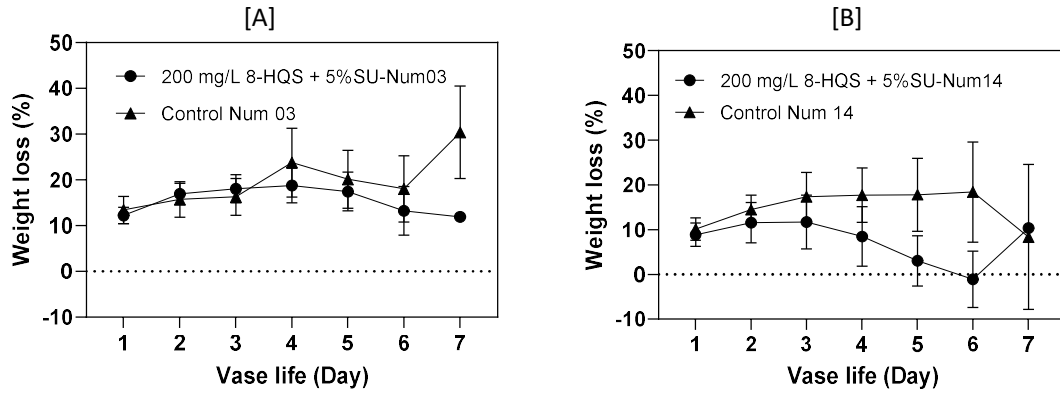 [A]
50
40
30
20
10
0
-10
Weight loss (%)
200 mg/L 8-HQS + 5%SU-Num03
Control Num 03
1 2 3 4 5 6 7
Vase life (Day)
[B]
50
40
30
20
10
0
-10
Weight loss (%)
200 mg/L 8-HQS + 5%SU-Num14
Control Num 14
1 2 3 4 5 6 7
Vase life (Day)